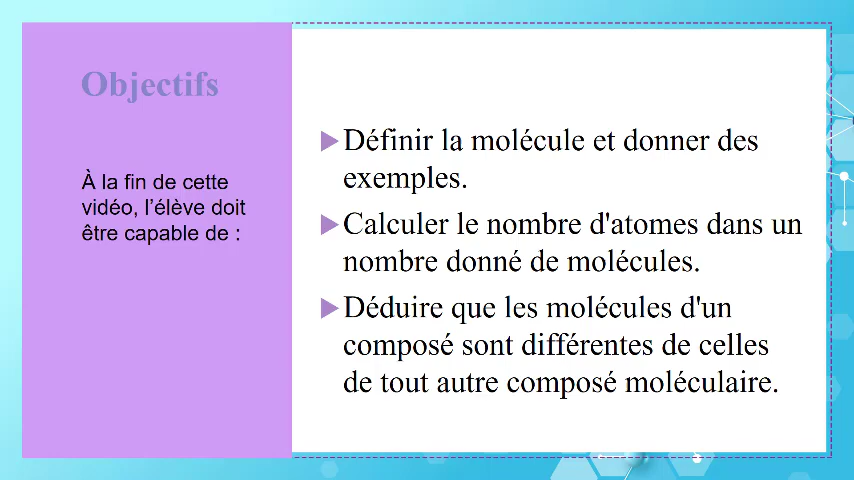 Objectifs
À la fin de cette
vidéo, l’élève doit
être capable de :
Définir la molécule et donner des
exemples.
Calculer le nombre d'atomes dans un
nombre donné de molécules.
Déduire que les molécules d'un
composé sont différentes de celles
de tout autre composé moléculaire.